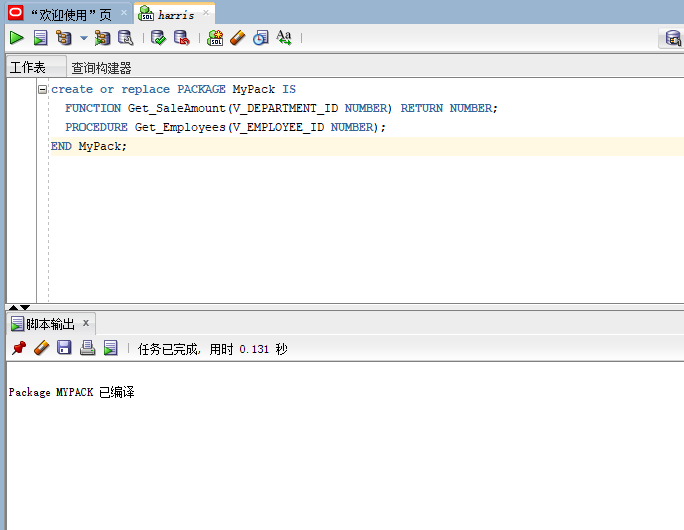 “欢迎使用”页
harris
工作表 查询构建器
create or replace PACKAGE MyPack IS
FUNCTION Get_SaleAmount(V_DEPARTMENT_ID NUMBER) RETURN NUMBER;
PROCEDURE Get_Employees(V_EMPLOYEE_ID NUMBER);
END MyPack;
脚本输出 x
任务已完成, 用时 0.131 秒
Package MYPACK 已编译